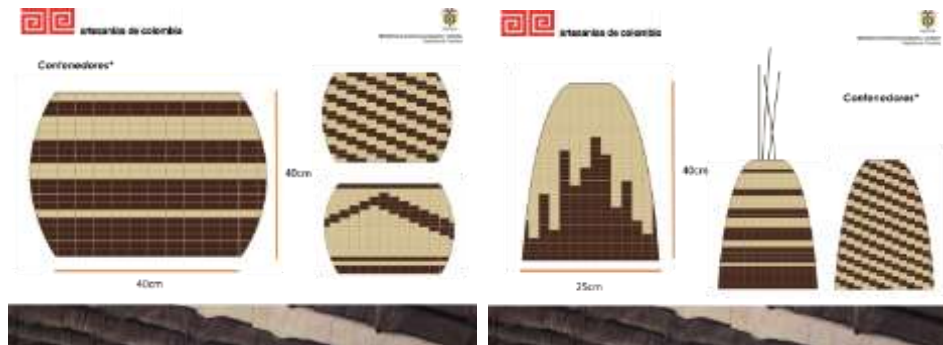 artesanías de colombia
Contenedores*
40cm
40cm
artesanías de colombia
Contenedores*
40cm
25cm